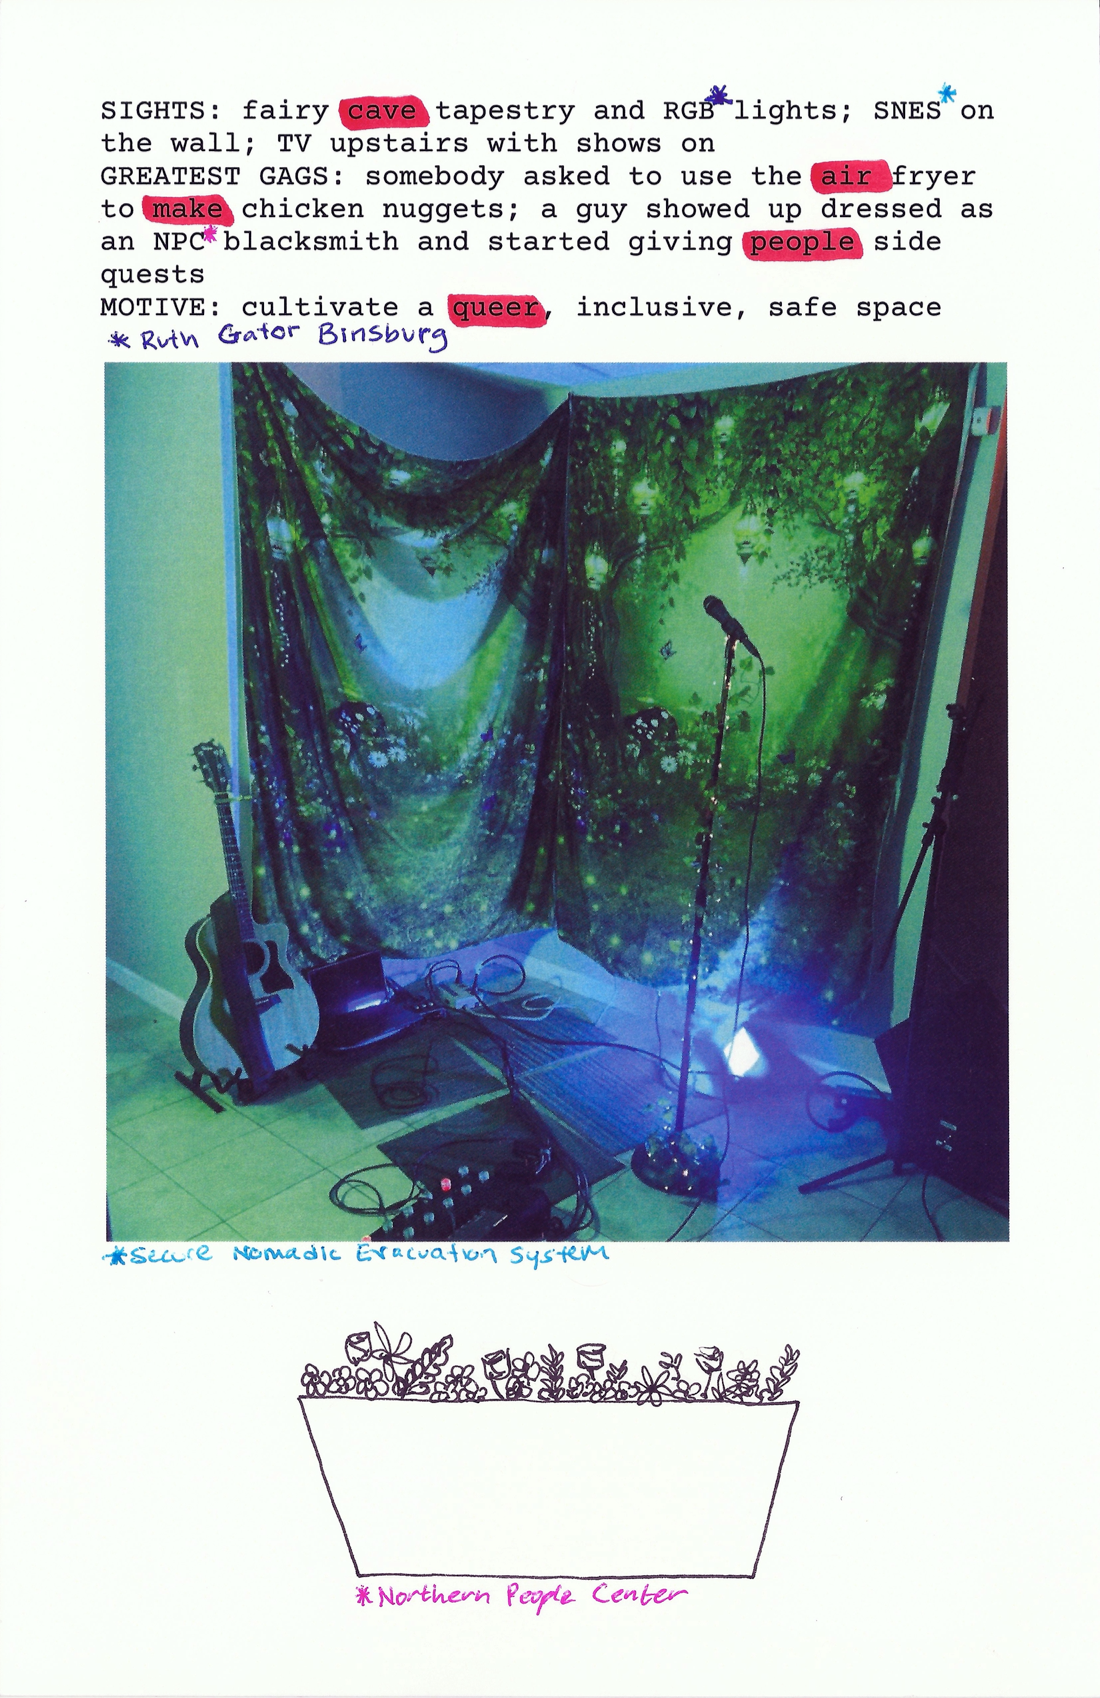 SIGHTS: fairy cave tapestry and RGB* lights; SNES* on
the wall; TV upstairs with shows on
GREATEST GAGS: somebody asked to use the air fryer
to make chicken nuggets; a guy showed up dressed as
an NPC* blacksmith and started giving people side
quests
MOTIVE: cultivate a queer, inclusive, safe space
* Ruth Gator Binsburg
*Secure Nomadic Evacuation System
*Northern People Center